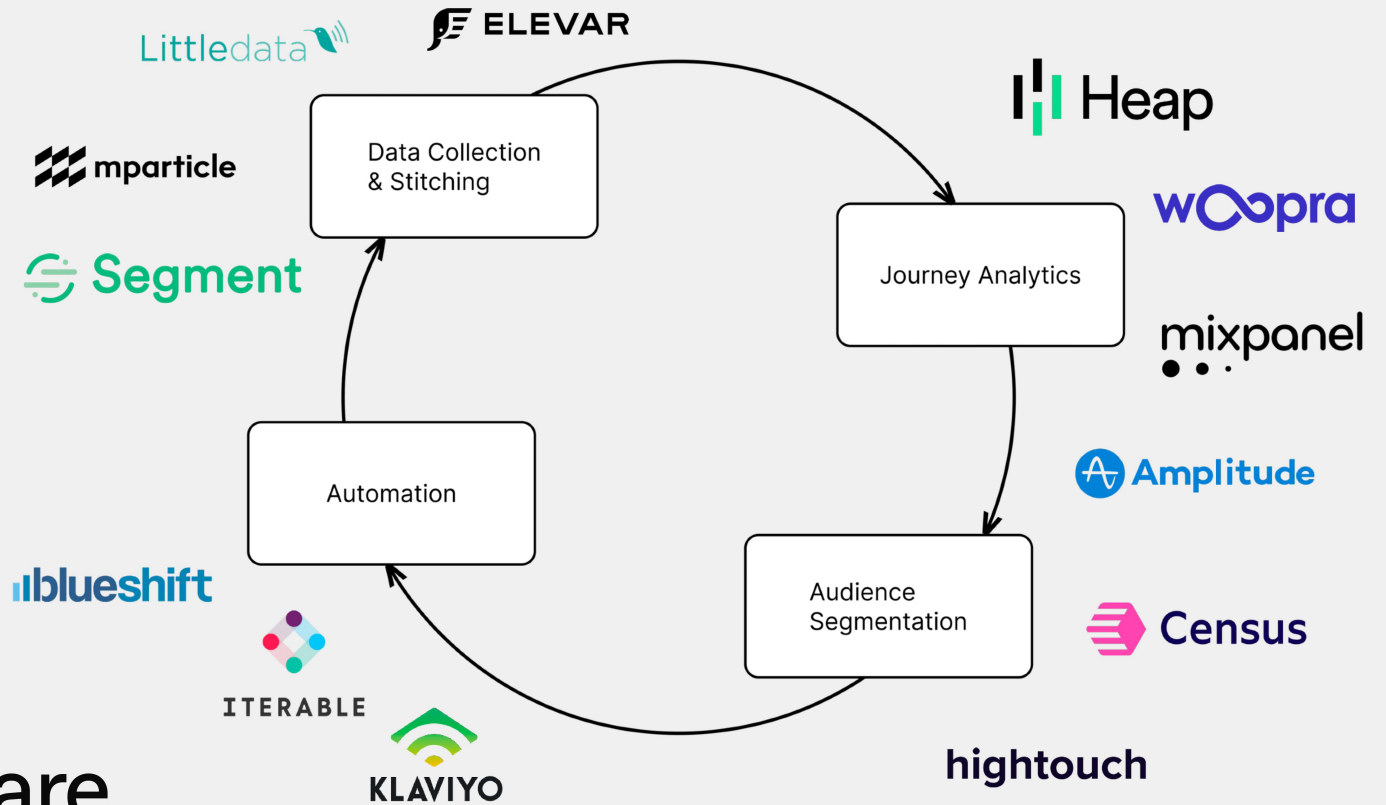 Littledata
ELEVAR
Heap
mparticle
Data Collection
& Stitching
woopra
Segment
Journey Analytics
mixpanel
Automation
Amplitude
blueshift
Audience
Segmentation
Census
ITERABLE
KLAVIYO
hightouch
are